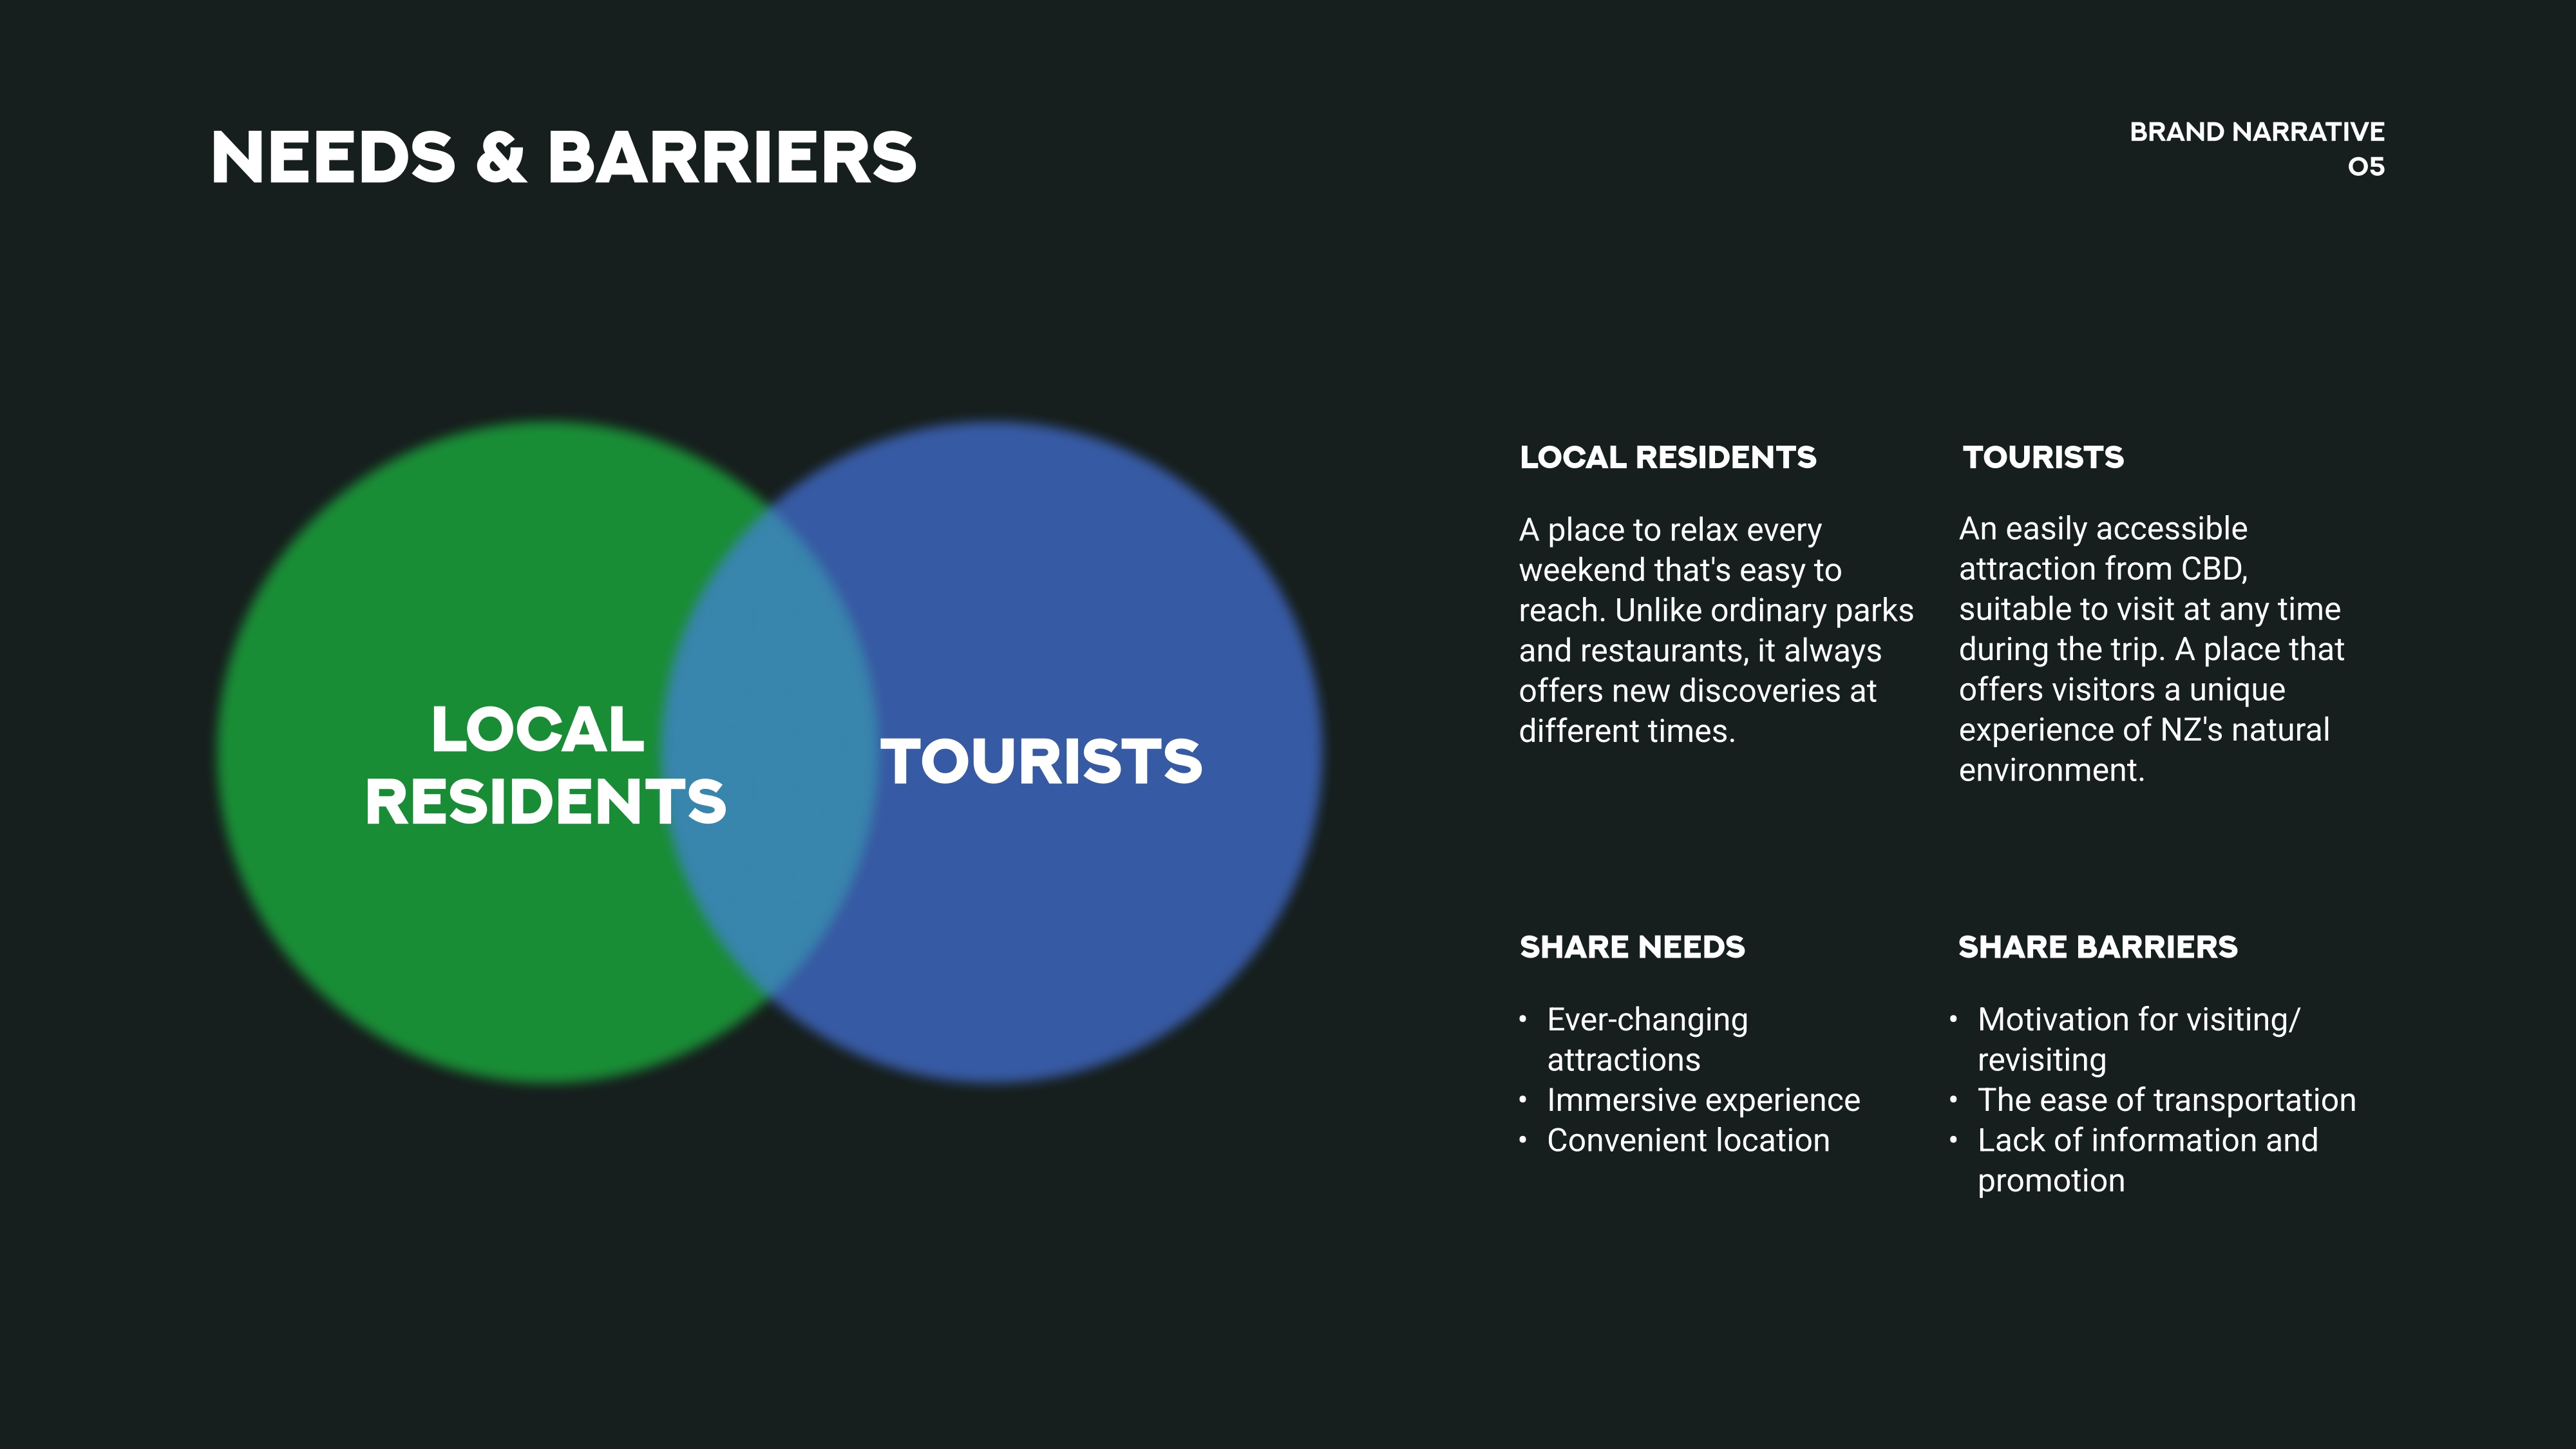 NEEDS & BARRIERS
BRAND NARRATIVE
05
LOCAL
RESIDENTS
TOURISTS
LOCAL RESIDENTS
A place to relax every
weekend that's easy to
reach. Unlike ordinary parks
and restaurants, it always
offers new discoveries at
different times.
TOURISTS
An easily accessible
attraction from CBD,
suitable to visit at any time
during the trip. A place that
offers visitors a unique
experience of NZ's natural
environment.
SHARE NEEDS
• Ever-changing
attractions
• Immersive experience
• Convenient location
SHARE BARRIERS
• Motivation for visiting/
revisiting
• The ease of transportation
• Lack of information and
promotion